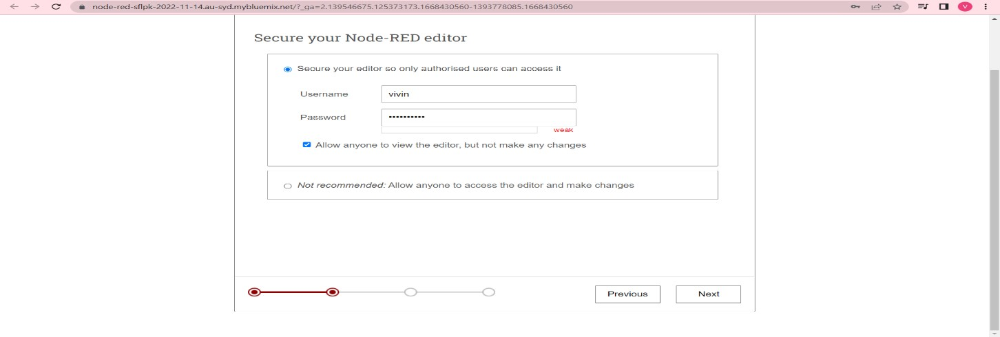 node-red-sflpk-2022-11-14.au-syd.mybluemix.net/?_ga=2.139546675.125373173.1668430560-1393778085.1668430560
V
Secure your Node-RED editor
Secure your editor so only authorised users can access it
Username vivin
Password ••••••••••
weak
Allow anyone to view the editor, but not make any changes
Not recommended: Allow anyone to access the editor and make changes
Previous Next